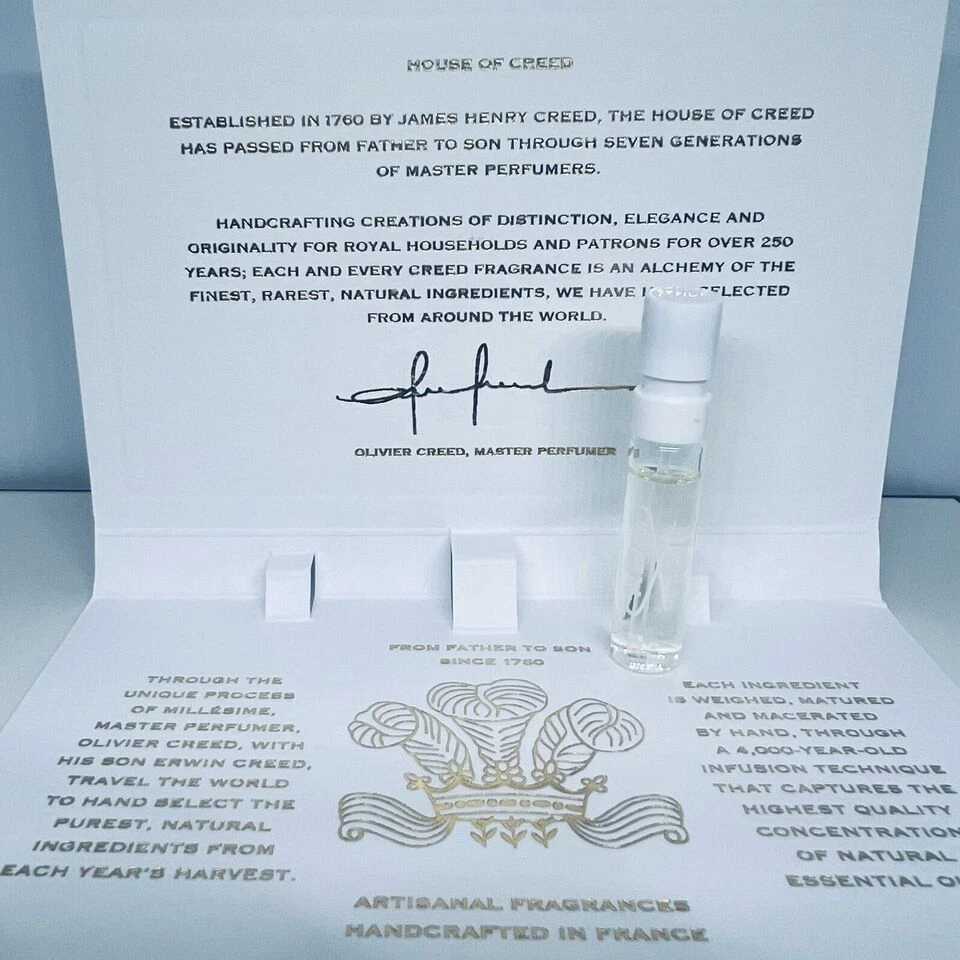 HOUSE OF CREED
ESTABLISHED IN 1760 BY JAMES HENRY CREED, THE HOUSE OF CREED
HAS PASSED FROM FATHER TO SON THROUGH SEVEN GENERATIONS
OF MASTER PERFUMERS.
HANDCRAFTING CREATIONS OF DISTINCTION, ELEGANCE AND
ORIGINALITY FOR ROYAL HOUSEHOLDS AND PATRONS FOR OVER 250
YEARS; EACH AND EVERY CREED FRAGRANCE IS AN ALCHEMY OF THE
FINEST, RAREST, NATURAL INGREDIENTS, WE HAVE
FROM AROUND THE WORLD.
OLIVIER CREED, MASTER PERFUMER
FROM FATHER TO SON
SINCE 1760
THROUGH THE
UNIQUE PROCESS
OF MILLÉSIME,
MASTER PERFUMER,
OLIVIER CREED, WITH
HIS SON ERWIN CREED,
TRAVEL THE WORLD
TO HAND SELECT THE
PUREST, NATURAL
INGREDIENTS FROM
EACH YEAR'S HARVEST.
EACH INGREDIENT
IS WEIGHED, MATURED
AND MACERATED
BY HAND, THROUGH
A 4,000-YEAR-OLD
INFUSION TECHNIQUE
THAT CAPTURES THE
HIGHEST QUALITY
CONCENTRATION
OF NATURAL
ESSENTIAL
ARTISANAL FRAGRANCES
HANDCRAFTED IN FRANCE